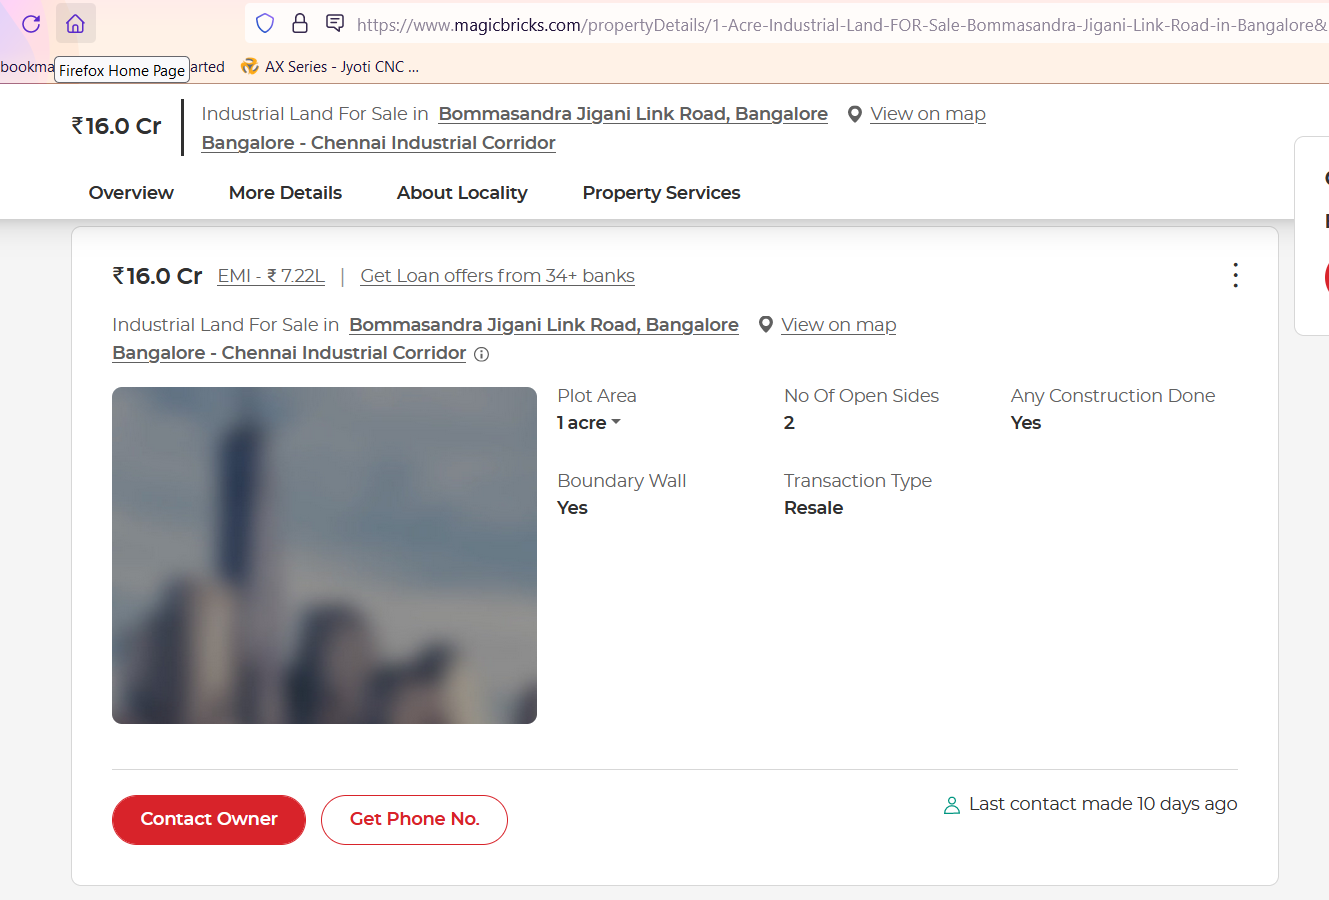 https://www.magicbricks.com/propertyDetails/1-Acre-Industrial-Land-FOR-Sale-Bommasandra-Jigani-Link-Road-in-Bangalore&
bookma
Firefox Home Page
arted
AX Series - Jyoti CNC ...
₹16.0 Cr
Industrial Land For Sale in Bommasandra Jigani Link Road, Bangalore View on map
Bangalore - Chennai Industrial Corridor
Overview More Details About Locality Property Services
₹16.0 Cr EMI - ₹ 7.22L | Get Loan offers from 34+ banks
Industrial Land For Sale in Bommasandra Jigani Link Road, Bangalore View on map
Bangalore - Chennai Industrial Corridor
Plot Area
1 acre
No Of Open Sides
2
Any Construction Done
Yes
Boundary Wall
Yes
Transaction Type
Resale
Contact Owner Get Phone No.
Last contact made 10 days ago